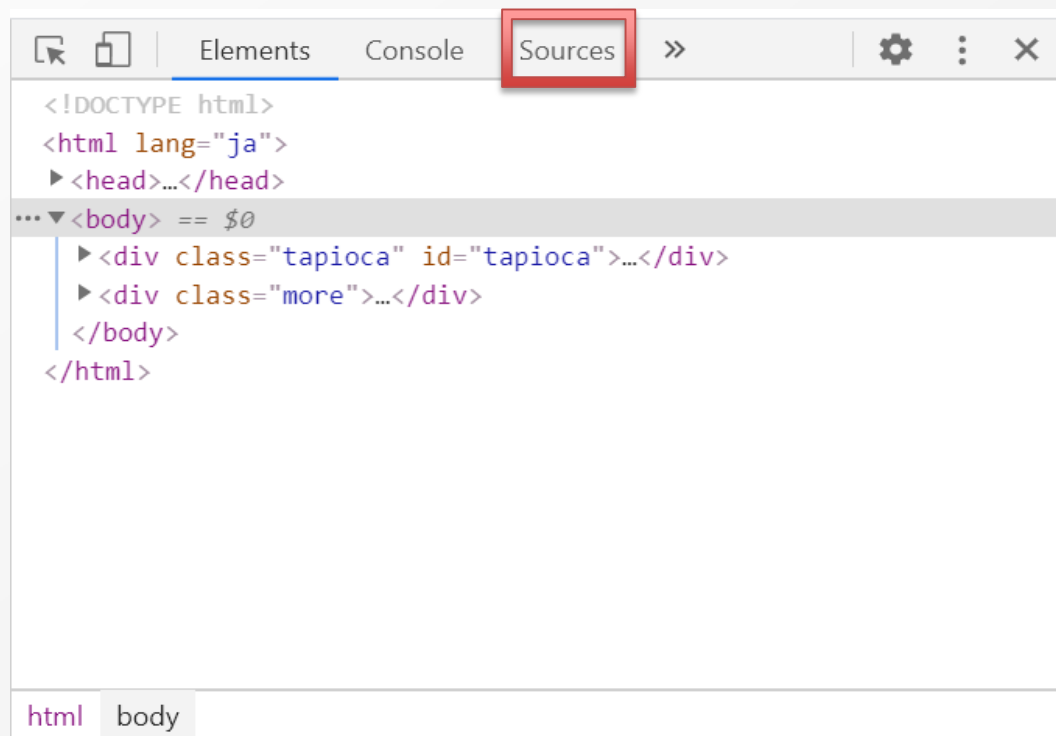 Elements Console Sources »
<!DOCTYPE html>
<html lang="ja">
<head>…</head>
<body> == $0
<div class="tapioca" id="tapioca">…</div>
<div class="more">…</div>
</body>
</html>
html body